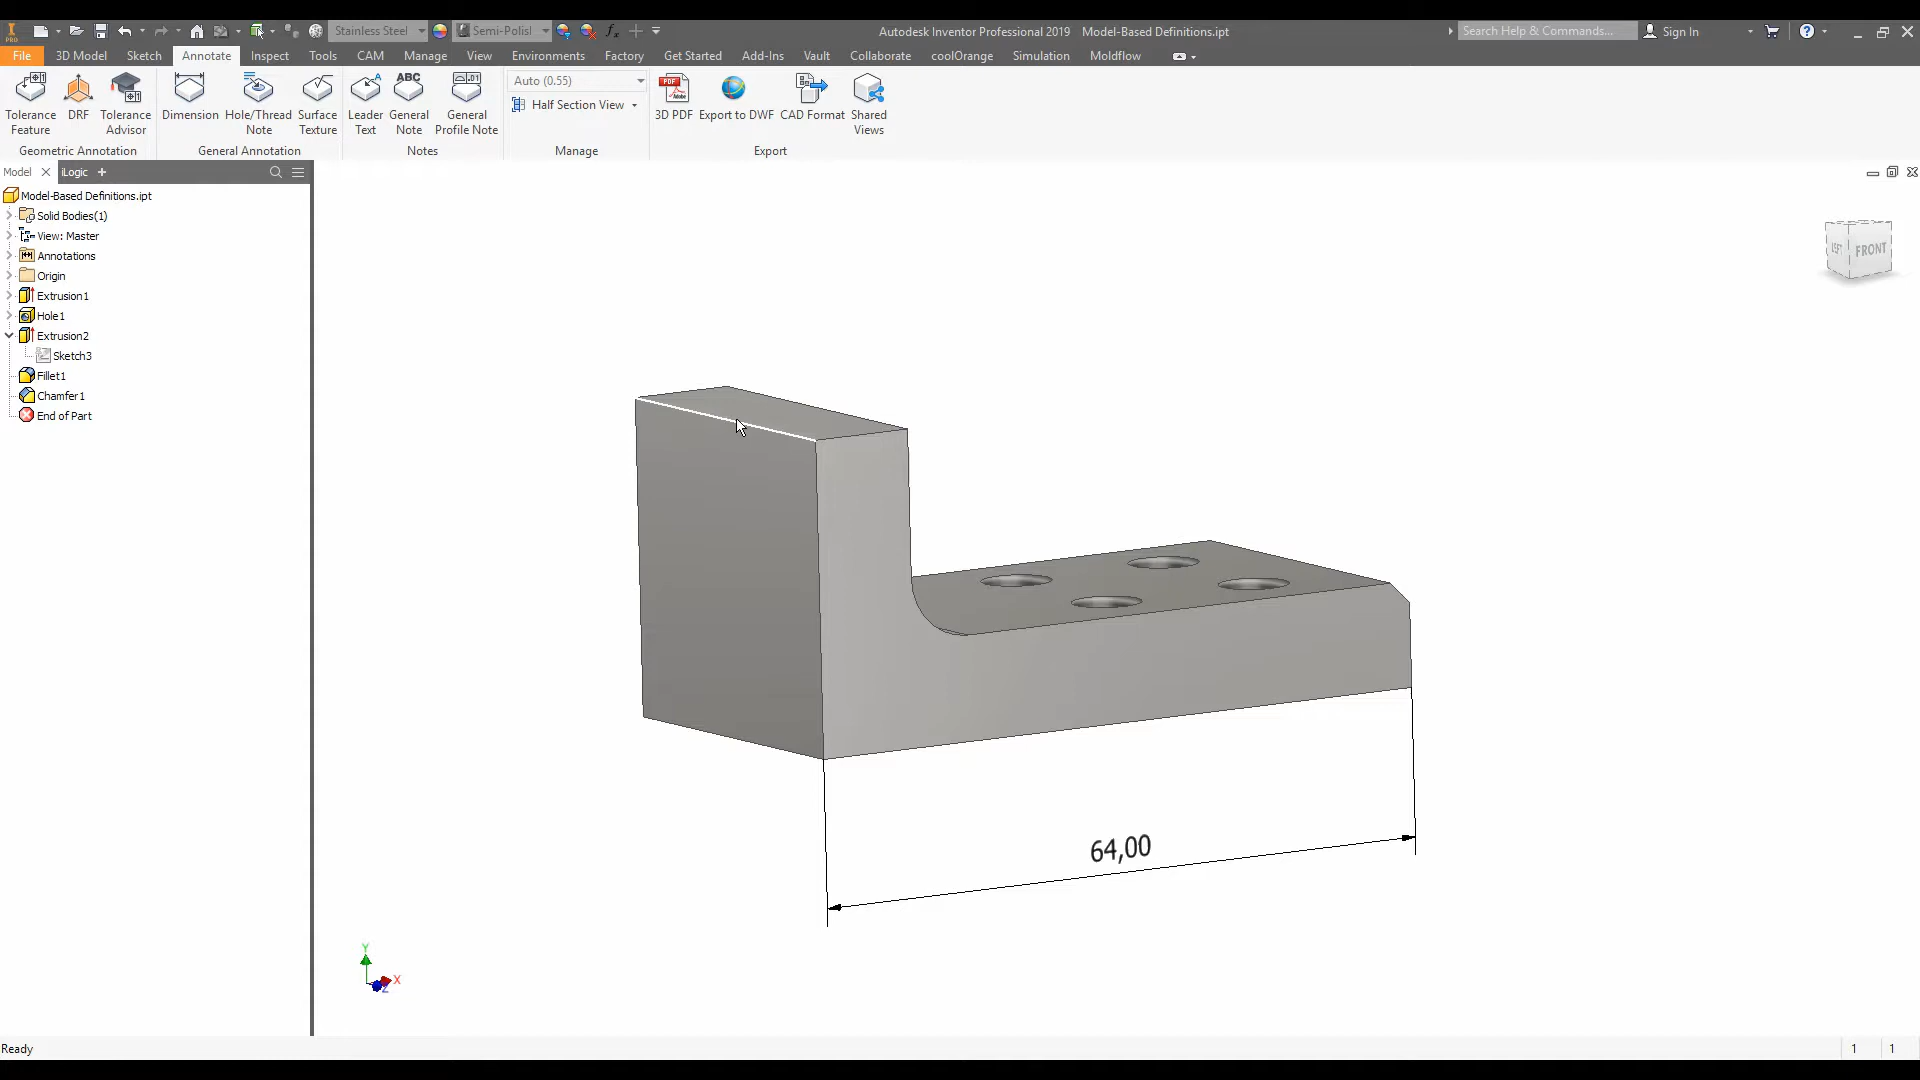 PRO
Stainless Steel
Semi-Polisl
Autodesk Inventor Professional 2019 Model-Based Definitions.ipt
Search Help & Commands...
Sign In
File 3D Model Sketch Annotate Inspect Tools CAM Manage View Environments Factory Get Started Add-Ins Vault Collaborate coolOrange Simulation Moldflow
Tolerance Feature
DRF
Tolerance Advisor
Dimension
Hole/Thread Note
Surface Texture
Leader Text
ABC
General Note
General Profile Note
Auto (0.55)
Half Section View
PDF
3D PDF
Export to DWF
CAD Format
Shared Views
Geometric Annotation
General Annotation
Notes
Manage
Export
Model
iLogic
Model-Based Definitions.ipt
Solid Bodies(1)
View: Master
Annotations
Origin
Extrusion1
Hole1
Extrusion2
Sketch3
Fillet1
Chamfer1
End of Part
LEFT
FRONT
64,00
Y
X
Z
Ready
1 1